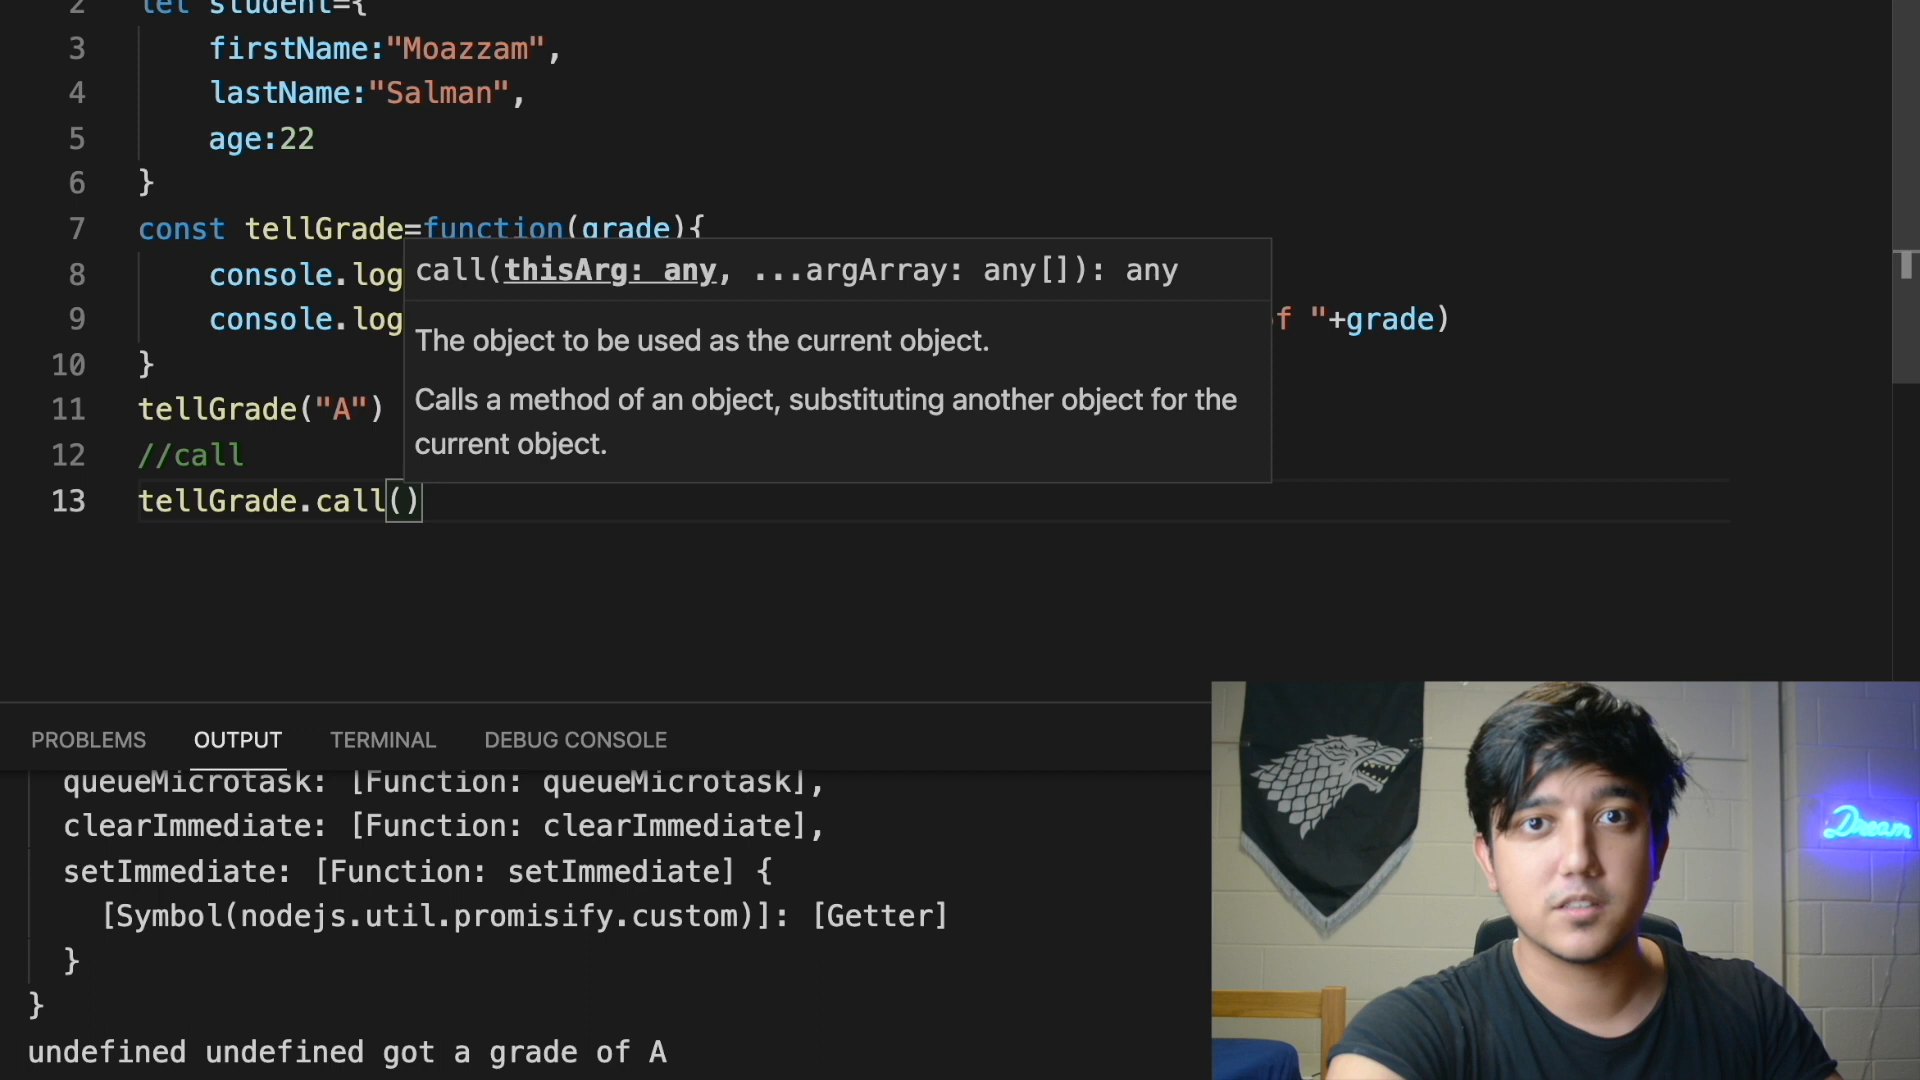 2 let student={
3 firstName:"Moazzam",
4 lastName:"Salman",
5 age:22
6 }
7 const tellGrade=function(grade){
8 console.log
9 console.log f "+grade)
10 }
11 tellGrade("A")
12 //call
13 tellGrade.call()
call(thisArg: any, ...argArray: any[]): any
The object to be used as the current object.
Calls a method of an object, substituting another object for the
current object.
T
PROBLEMS OUTPUT TERMINAL DEBUG CONSOLE
queueMicrotask: [Function: queueMicrotask],
clearImmediate: [Function: clearImmediate],
setImmediate: [Function: setImmediate] {
[Symbol(nodejs.util.promisify.custom)]: [Getter]
}
}
undefined undefined got a grade of A
Dream